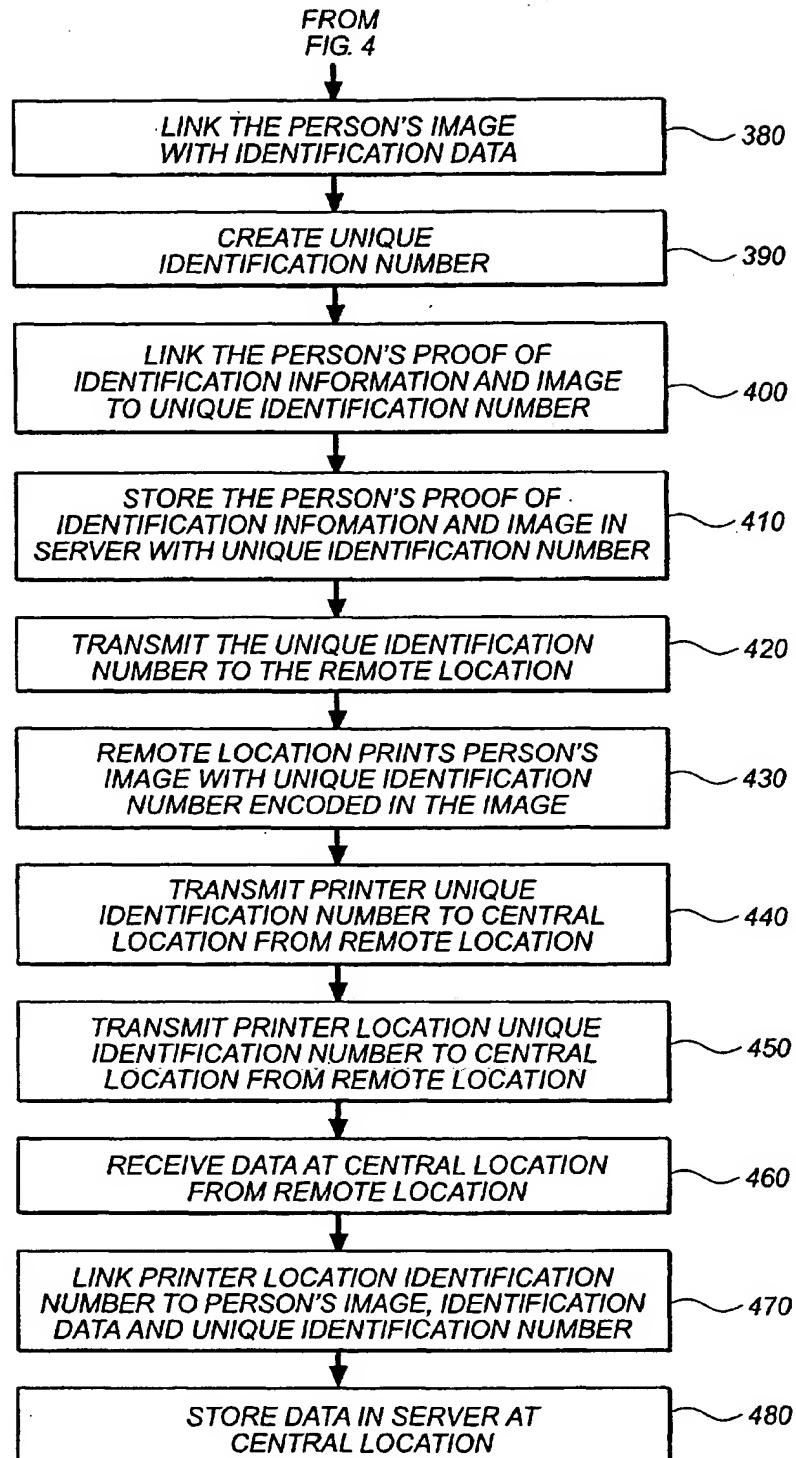 FROM
FIG. 4
LINK THE PERSON'S IMAGE
WITH IDENTIFICATION DATA
380
CREATE UNIQUE
IDENTIFICATION NUMBER
390
LINK THE PERSON'S PROOF OF
IDENTIFICATION INFORMATION AND IMAGE
TO UNIQUE IDENTIFICATION NUMBER
400
STORE THE PERSON'S PROOF OF
IDENTIFICATION INFOMATION AND IMAGE IN
SERVER WITH UNIQUE IDENTIFICATION NUMBER
410
TRANSMIT THE UNIQUE IDENTIFICATION
NUMBER TO THE REMOTE LOCATION
420
REMOTE LOCATION PRINTS PERSON'S
IMAGE WITH UNIQUE IDENTIFICATION
NUMBER ENCODED IN THE IMAGE
430
TRANSMIT PRINTER UNIQUE
IDENTIFICATION NUMBER TO CENTRAL
LOCATION FROM REMOTE LOCATION
440
TRANSMIT PRINTER LOCATION UNIQUE
IDENTIFICATION NUMBER TO CENTRAL
LOCATION FROM REMOTE LOCATION
450
RECEIVE DATA AT CENTRAL LOCATION
FROM REMOTE LOCATION
460
LINK PRINTER LOCATION IDENTIFICATION
NUMBER TO PERSON'S IMAGE, IDENTIFICATION
DATA AND UNIQUE IDENTIFICATION NUMBER
470
STORE DATA IN SERVER AT
CENTRAL LOCATION
480